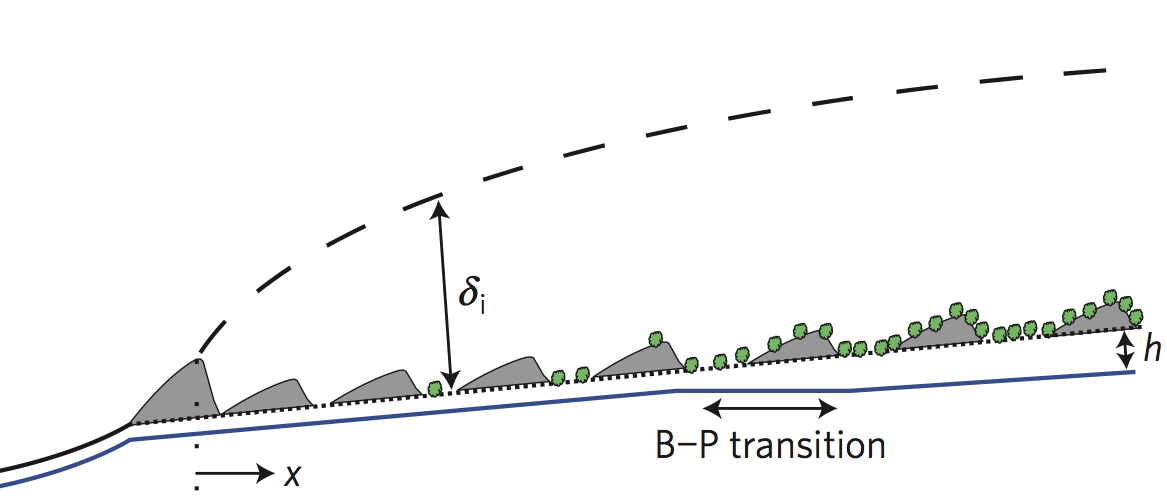 δi
h
B–P transition
x